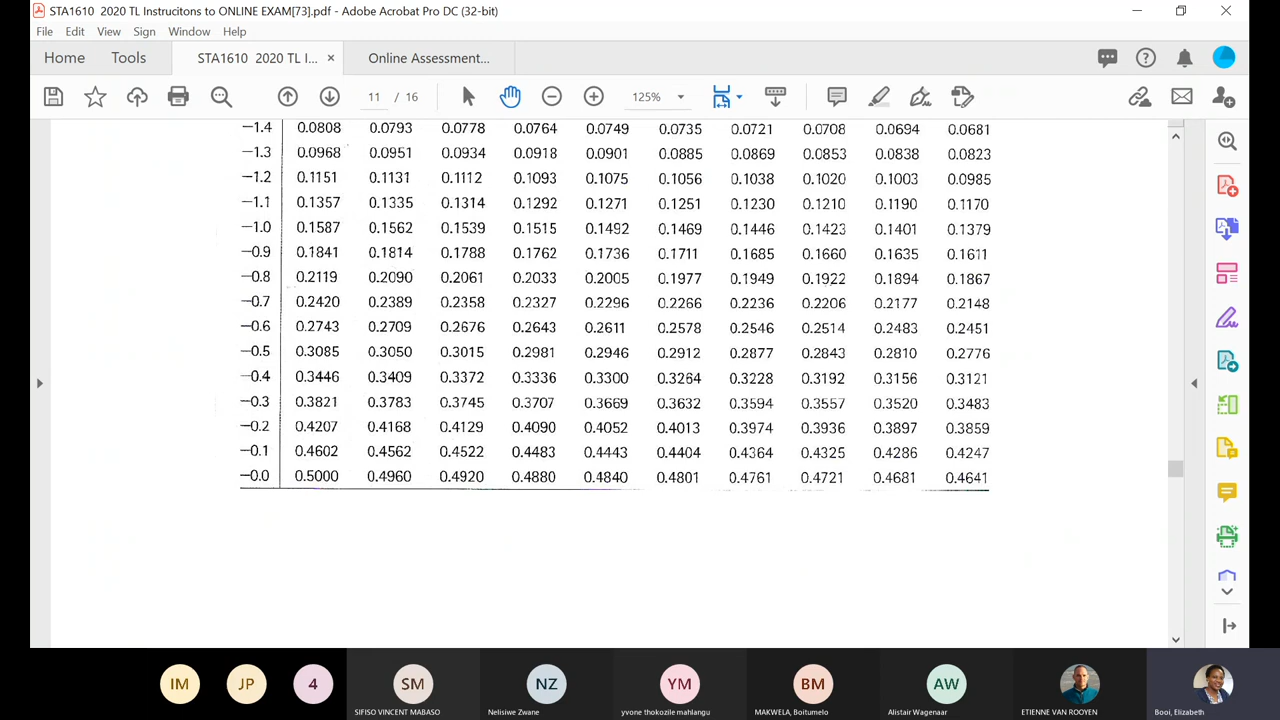 STA1610 2020 TL Instrucitons to ONLINE EXAM[73].pdf - Adobe Acrobat Pro DC (32-bit)
File Edit View Sign Window Help
Home Tools STA1610 2020 TL I... × Online Assessment...
11 / 16 125%
−1.4 0.0808 0.0793 0.0778 0.0764 0.0749 0.0735 0.0721 0.0708 0.0694 0.0681
−1.3 0.0968 0.0951 0.0934 0.0918 0.0901 0.0885 0.0869 0.0853 0.0838 0.0823
−1.2 0.1151 0.1131 0.1112 0.1093 0.1075 0.1056 0.1038 0.1020 0.1003 0.0985
−1.1 0.1357 0.1335 0.1314 0.1292 0.1271 0.1251 0.1230 0.1210 0.1190 0.1170
−1.0 0.1587 0.1562 0.1539 0.1515 0.1492 0.1469 0.1446 0.1423 0.1401 0.1379
−0.9 0.1841 0.1814 0.1788 0.1762 0.1736 0.1711 0.1685 0.1660 0.1635 0.1611
−0.8 0.2119 0.2090 0.2061 0.2033 0.2005 0.1977 0.1949 0.1922 0.1894 0.1867
−0.7 0.2420 0.2389 0.2358 0.2327 0.2296 0.2266 0.2236 0.2206 0.2177 0.2148
−0.6 0.2743 0.2709 0.2676 0.2643 0.2611 0.2578 0.2546 0.2514 0.2483 0.2451
−0.5 0.3085 0.3050 0.3015 0.2981 0.2946 0.2912 0.2877 0.2843 0.2810 0.2776
−0.4 0.3446 0.3409 0.3372 0.3336 0.3300 0.3264 0.3228 0.3192 0.3156 0.3121
−0.3 0.3821 0.3783 0.3745 0.3707 0.3669 0.3632 0.3594 0.3557 0.3520 0.3483
−0.2 0.4207 0.4168 0.4129 0.4090 0.4052 0.4013 0.3974 0.3936 0.3897 0.3859
−0.1 0.4602 0.4562 0.4522 0.4483 0.4443 0.4404 0.4364 0.4325 0.4286 0.4247
−0.0 0.5000 0.4960 0.4920 0.4880 0.4840 0.4801 0.4761 0.4721 0.4681 0.4641
IM JP 4 SM NZ YM BM AW
SIFISO VINCENT MABASO Nelisiwe Zwane yvone thokozile mahlangu MAKWELA, Boitumelo Alistair Wagenaar ETIENNE VAN ROOYEN Booi, Elizabeth